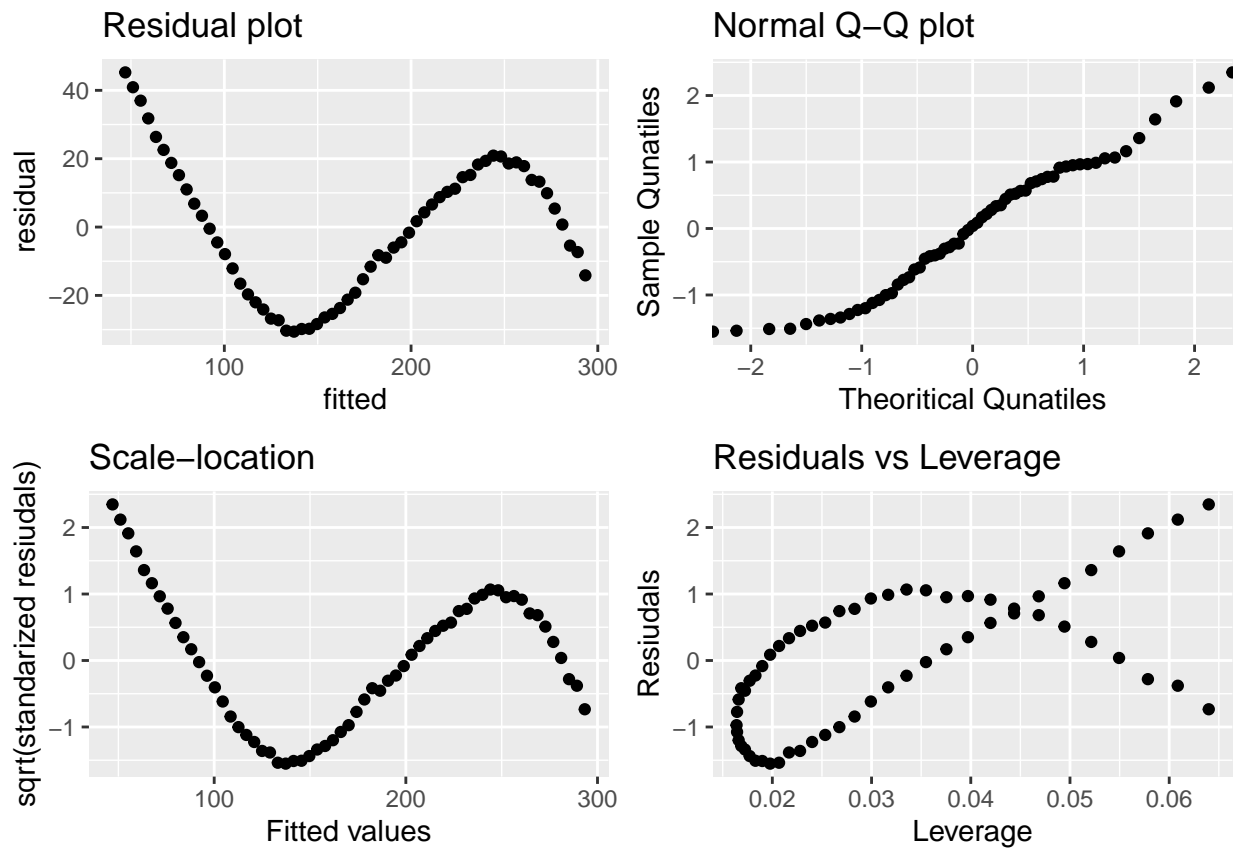 Residual plot
40
20
0
−20
residual
100
200
300
fitted
Normal Q−Q plot
2
1
0
−1
Sample Qunatiles
−2
−1
0
1
2
Theoritical Qunatiles
Scale−location
2
1
0
−1
sqrt(standarized resiudals)
100
200
300
Fitted values
Residuals vs Leverage
2
1
0
−1
Resiudals
0.02
0.03
0.04
0.05
0.06
Leverage